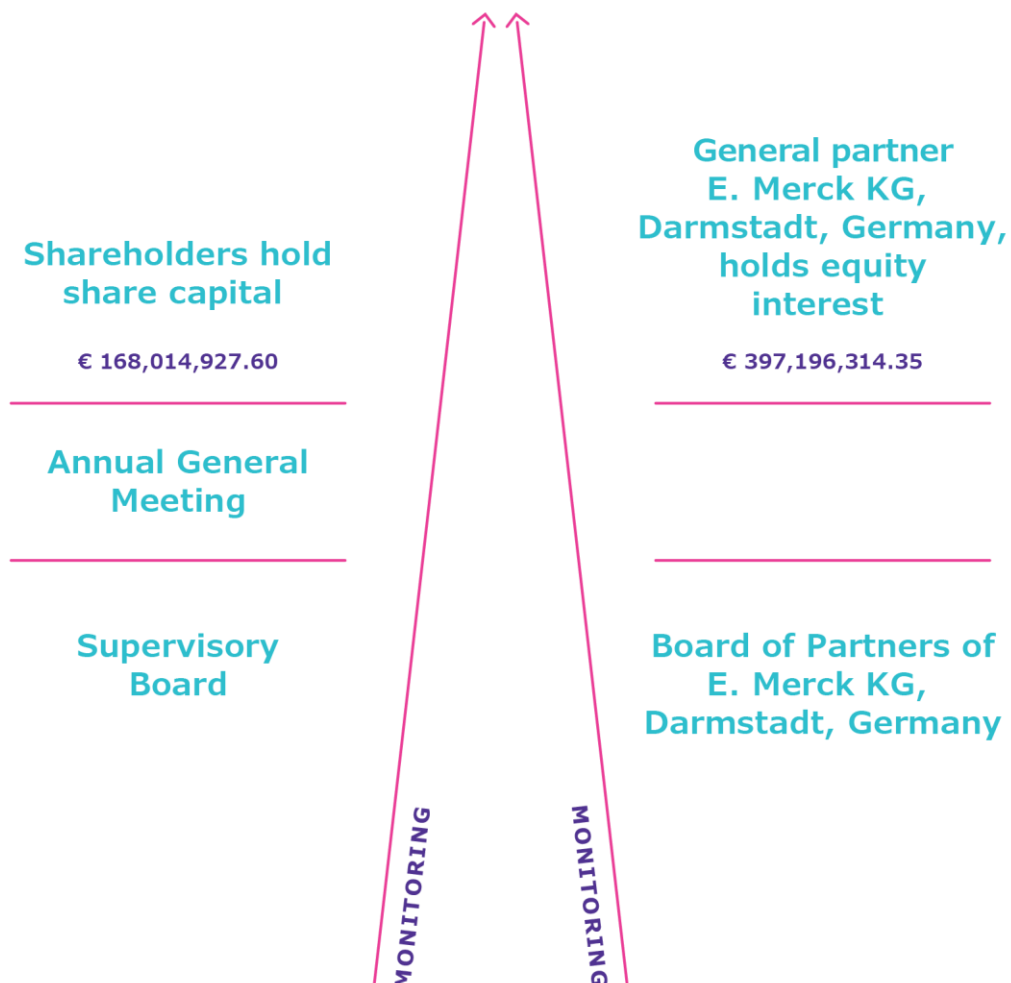 Shareholders hold
share capital
€ 168,014,927.60
Annual General
Meeting
Supervisory
Board
MONITORING
General partner
E. Merck KG,
Darmstadt, Germany,
holds equity
interest
€ 397,196,314.35
Board of Partners of
E. Merck KG,
Darmstadt, Germany
MONITORING